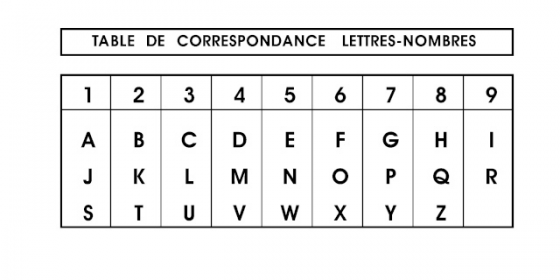 TABLE DE CORRESPONDANCE LETTRES-NOMBRES
1 2 3 4 5 6 7 8 9
A B C D E F G H I
J K L M N O P Q R
S T U V W X Y Z